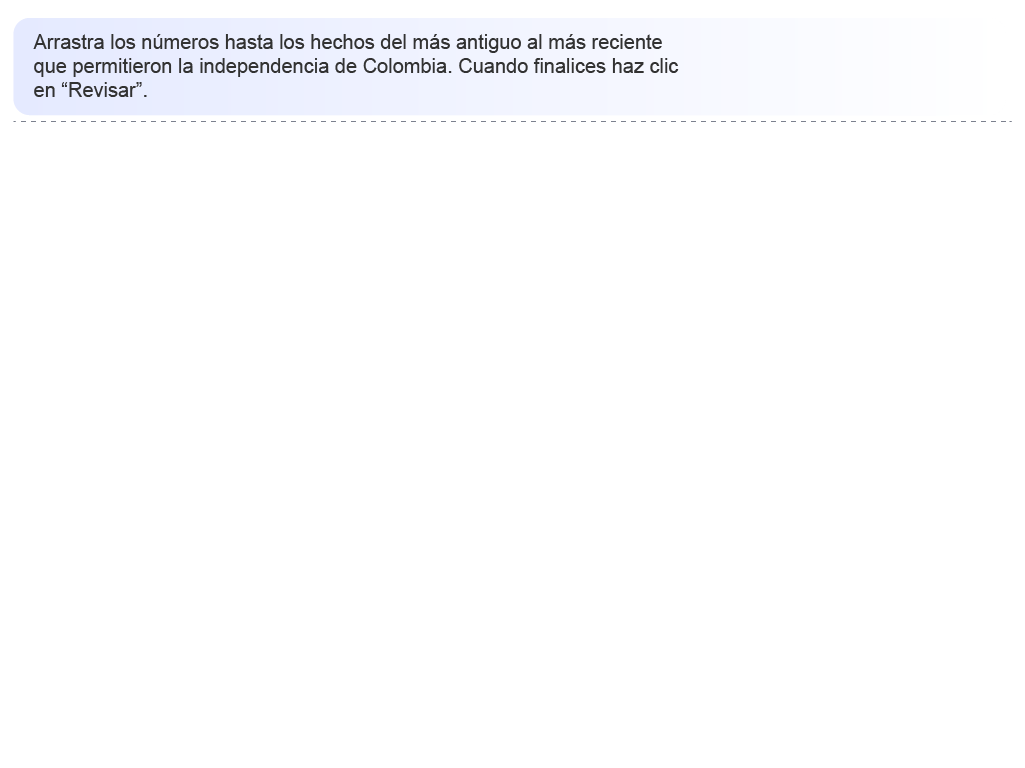 Arrastra los números hasta los hechos del más antiguo al más reciente
que permitieron la independencia de Colombia. Cuando finalices haz clic
en “Revisar”.